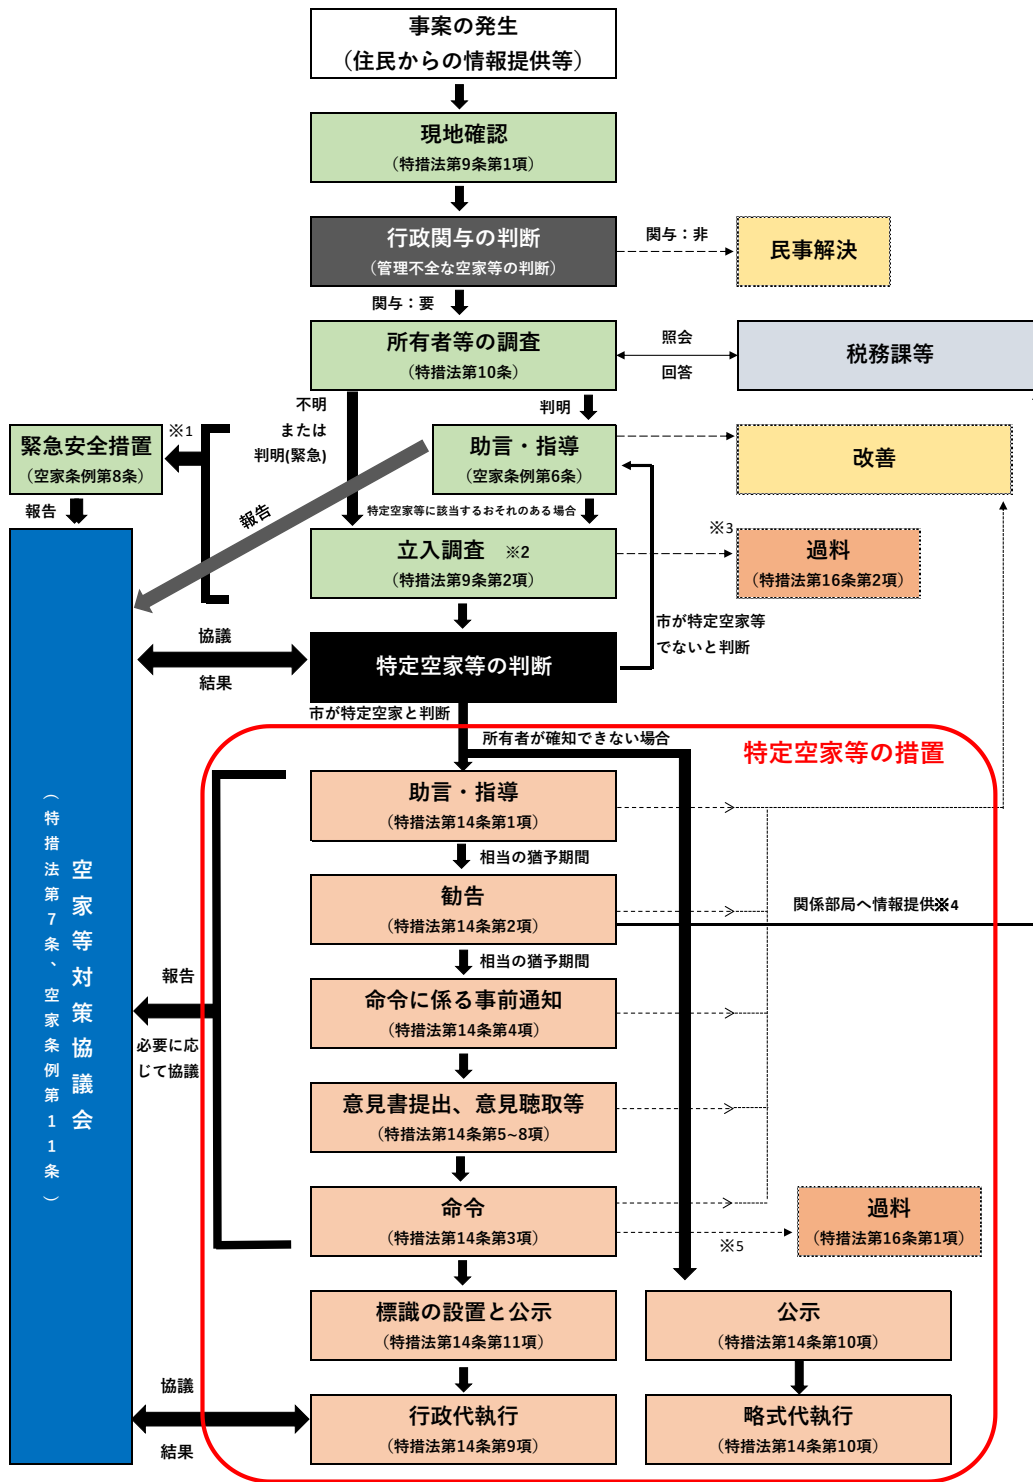 事案の発生
（住民からの情報提供等）
現地確認
（特措法第9条第1項）
行政関与の判断
（管理不全な空家等の判断）
関与：非
民事解決
関与：要
所有者等の調査
（特措法第10条）
照会
回答
税務課等
不明
または
判明(緊急)
判明
※1
緊急安全措置
（空家条例第8条）
助言・指導
（空家条例第6条）
改善
報告
報告
特定空家等に該当するおそれのある場合
立入調査 ※2
（特措法第9条第2項）
※3
過料
（特措法第16条第2項）
協議
結果
特定空家等の判断
市が特定空家等
でないと判断
市が特定空家と判断
所有者が確知できない場合
特定空家等の措置
助言・指導
（特措法第14条第1項）
相当の猶予期間
勧告
（特措法第14条第2項）
関係部局へ情報提供※4
相当の猶予期間
空家等対策協議会
（特措法第7条、空家条例第11条）
報告
必要に応
じて協議
命令に係る事前通知
（特措法第14条第4項）
意見書提出、意見聴取等
（特措法第14条第5~8項）
命令
（特措法第14条第3項）
※5
過料
（特措法第16条第1項）
標識の設置と公示
（特措法第14条第11項）
公示
（特措法第14条第10項）
協議
結果
行政代執行
（特措法第14条第9項）
略式代執行
（特措法第14条第10項）